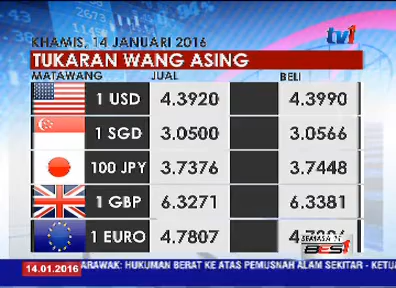 KHAMIS, 14 JANUARI 2016
tv1
TUKARAN WANG ASING
MATAWANG JUAL BELI
1 USD 4.3920 4.3990
1 SGD 3.0500 3.0566
100 JPY 3.7376 3.7448
1 GBP 6.3271 6.3381
1 EURO 4.7807
SEMASA
14.01.2016 ARAWAK: HUKUMAN BERAT KE ATAS PEMUSNAH ALAM SEKITAR - KETUA